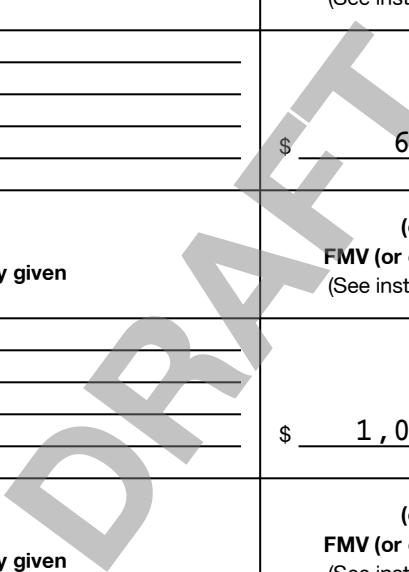 (See inst
$ 6
(
FMV (or
y given
(See inst
$ 1,0
(
FMV (or
y given
(See inst
DRAFT